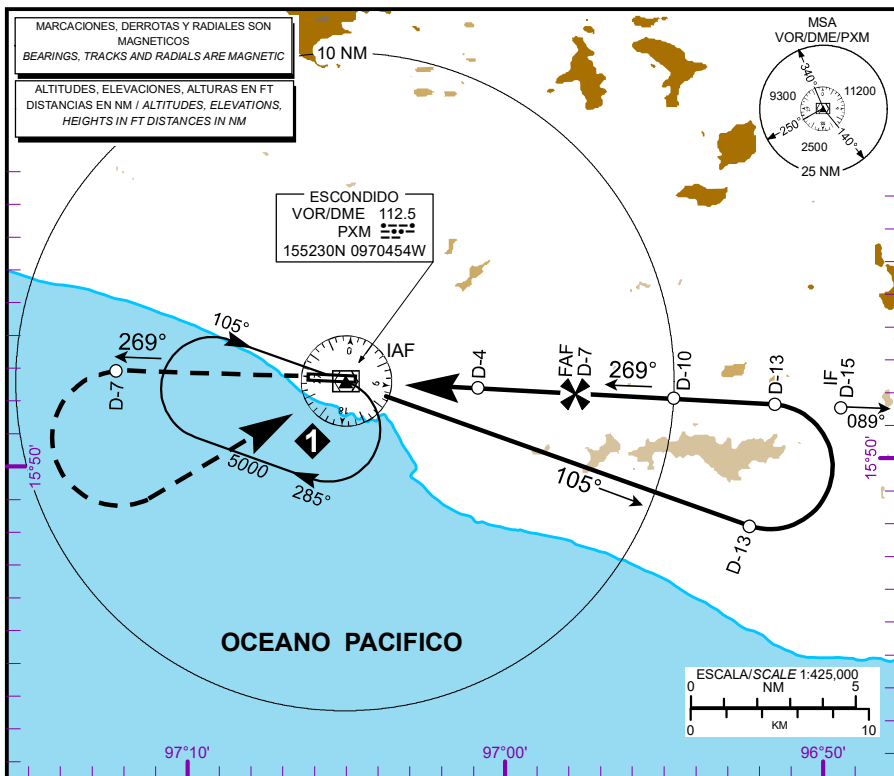 MARCACIONES, DERROTAS Y RADIALES SON
MAGNETICOS
BEARINGS, TRACKS AND RADIALS ARE MAGNETIC
ALTITUDES, ELEVACIONES, ALTURAS EN FT
DISTANCIAS EN NM / ALTITUDES, ELEVATIONS,
HEIGHTS IN FT DISTANCES IN NM
10 NM
MSA
VOR/DME/PXM
340°
9300
11200
250°
140°
2500
25 NM
ESCONDIDO
VOR/DME 112.5
PXM
155230N 0970454W
105°
269°
D-7
IAF
D-4
FAF
D-7
269°
D-10
D-13
IF
D-15
089°
1
5000
285°
105°
D-13
15°50'
15°50'
OCEANO PACIFICO
ESCALA/SCALE 1:425,000
0 NM 5
KM
0 10
97°10'
97°00'
96°50'